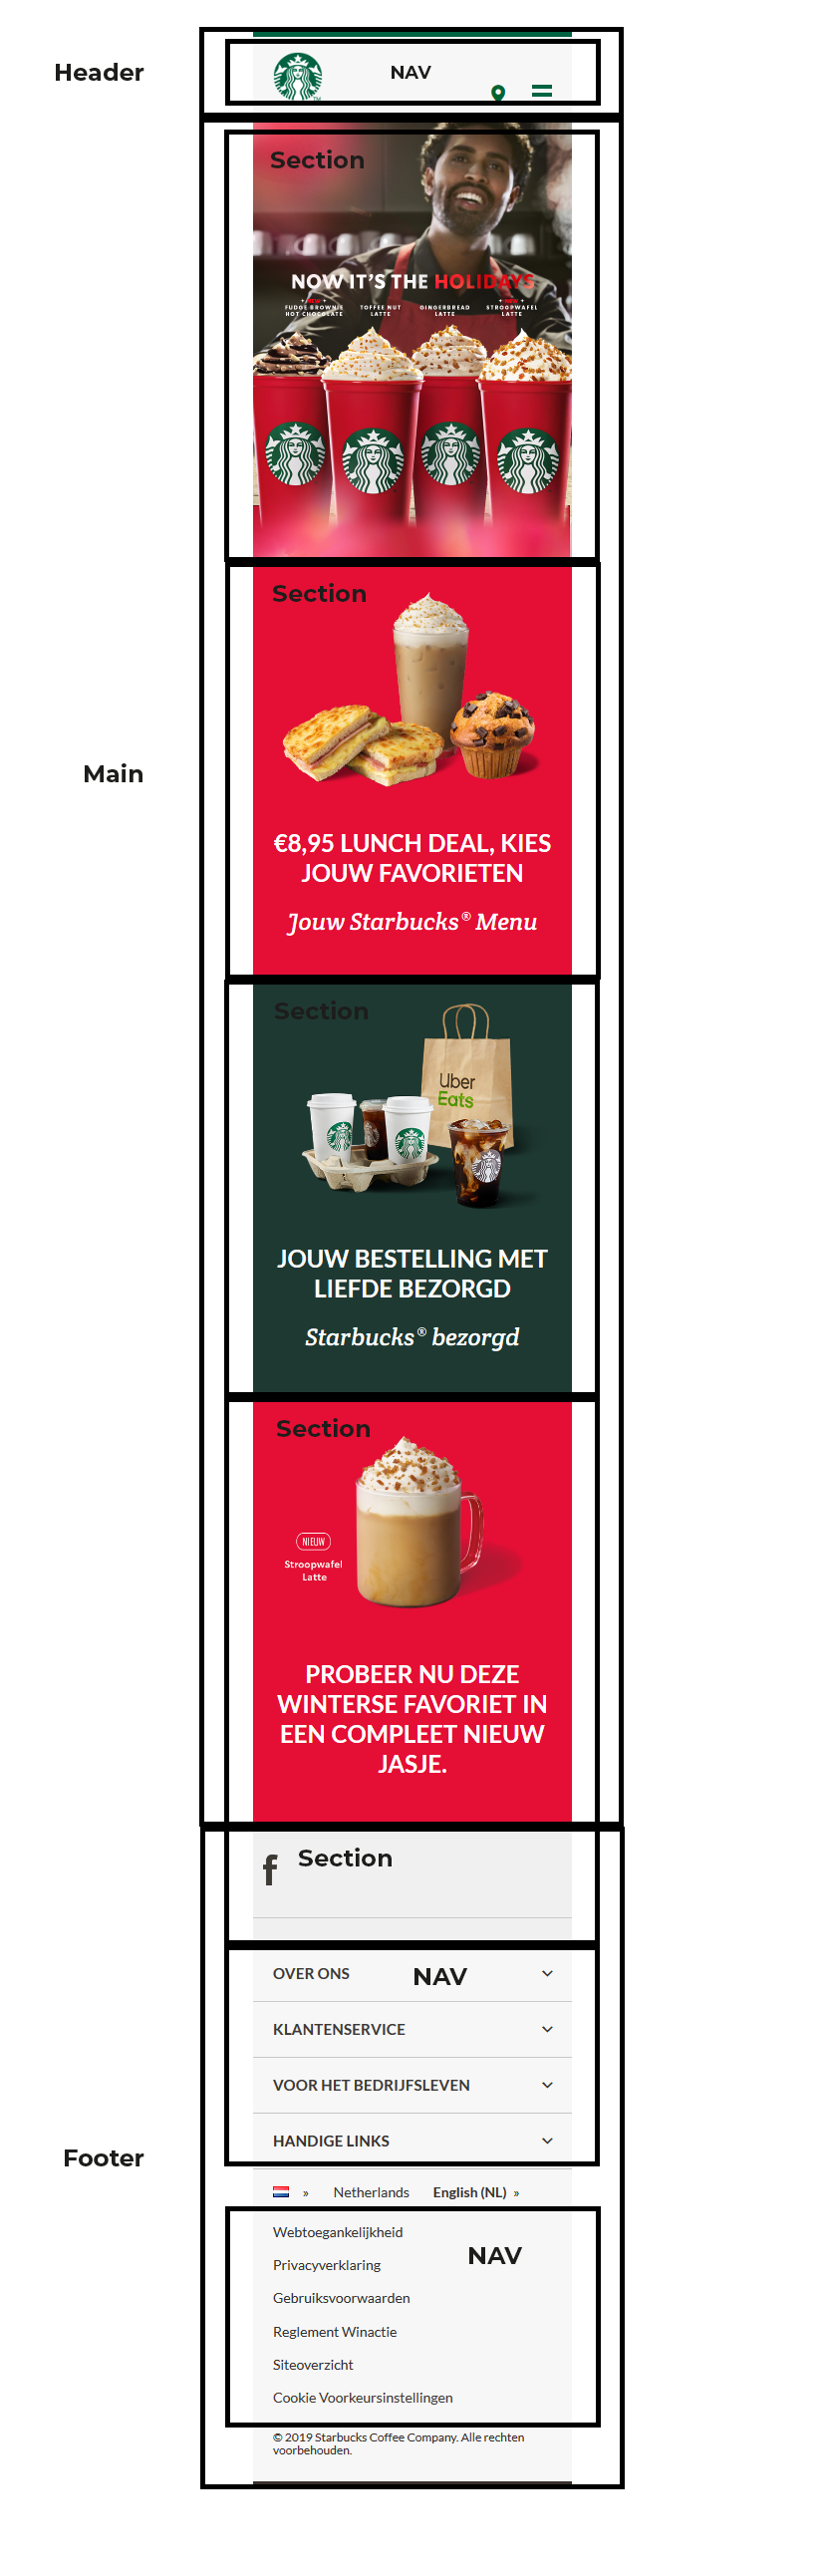 Header
NAV
TM
Section
NOW IT'S THE HOLIDAYS
NEW NEW
FUDGE BROWNIE HOT CHOCOLATE
TOFFEE NUT LATTE
GINGERBREAD LATTE
STROOPWAFEL LATTE
Section
Main
€8,95 LUNCH DEAL, KIES
JOUW FAVORIETEN
Jouw Starbucks® Menu
Section
Uber
Eats
JOUW BESTELLING MET
LIEFDE BEZORGD
Starbucks® bezorgd
Section
NIEUW
Stroopwafel
Latte
PROBEER NU DEZE
WINTERSE FAVORIET IN
EEN COMPLEET NIEUW
JASJE.
f Section
OVER ONS NAV
KLANTENSERVICE
VOOR HET BEDRIJFSLEVEN
HANDIGE LINKS
Footer
» Netherlands English (NL) »
Webtoegankelijkheid
NAV
Privacyverklaring
Gebruiksvoorwaarden
Reglement Winactie
Siteoverzicht
Cookie Voorkeursinstellingen
© 2019 Starbucks Coffee Company. Alle rechten
voorbehouden.